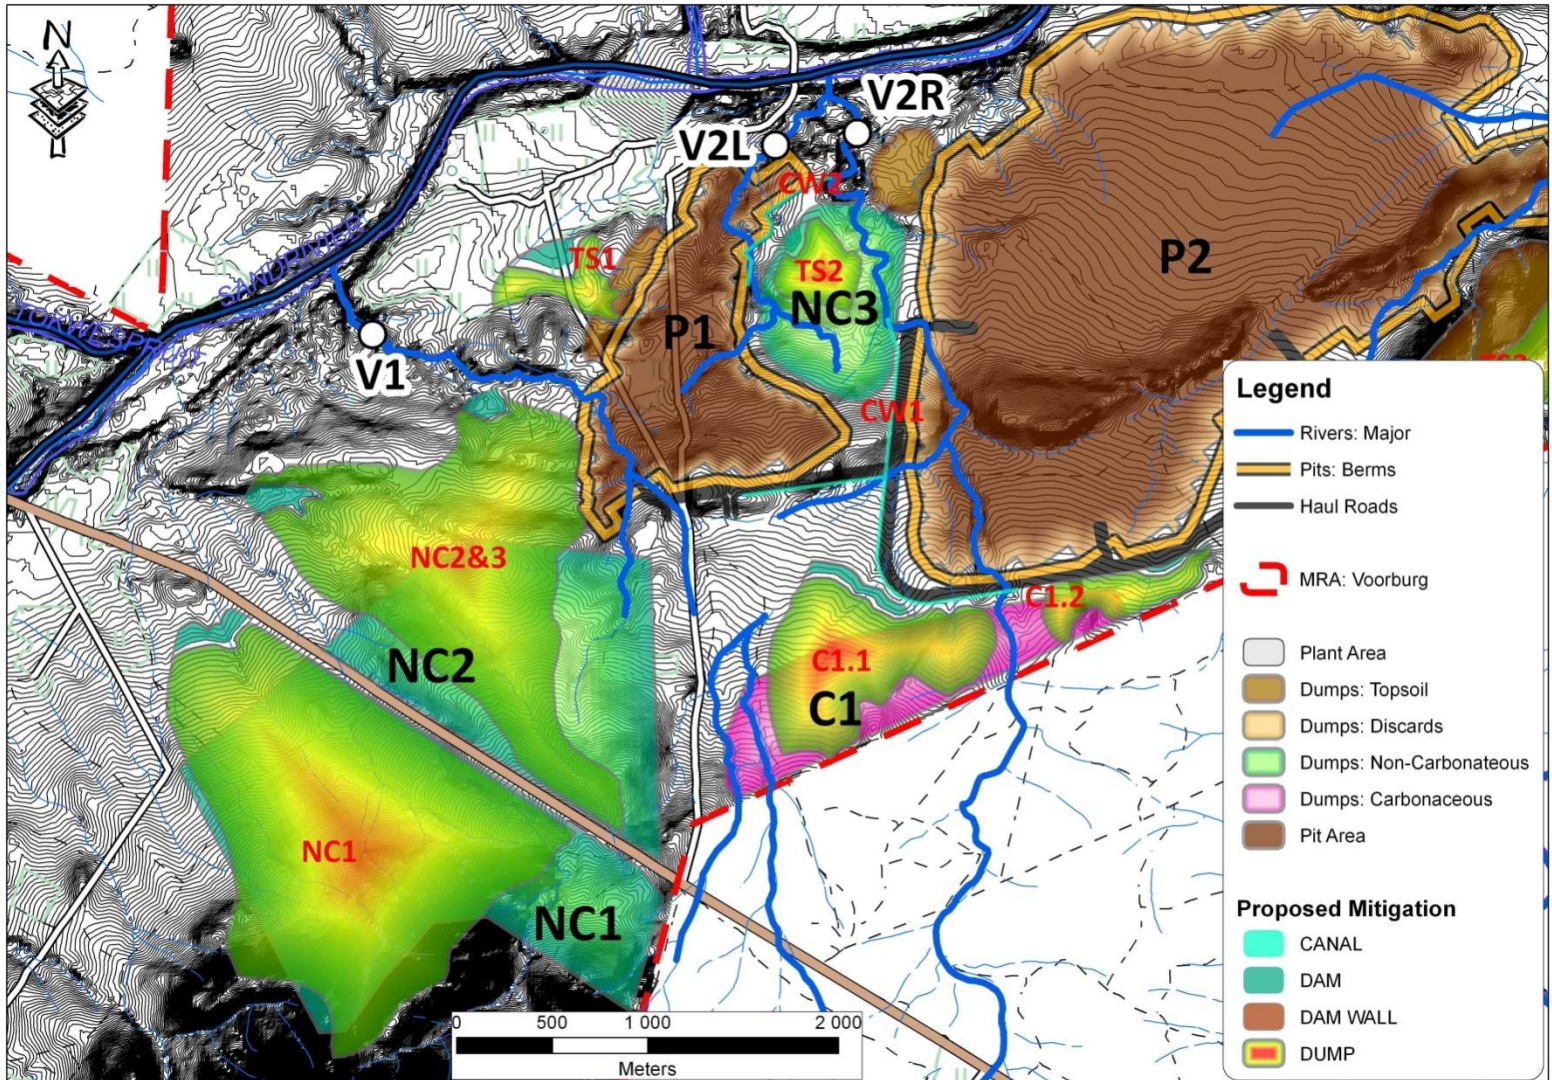 N
V2R
V2L
CW2
SANDRIVIER
TS1
TS2
NC3
P2
P1
V1
CW1
NC2&3
C1.2
C1.1
NC2
C1
NC1
NC1
0 500 1 000 2 000
Meters
Legend
Rivers: Major
Pits: Berms
Haul Roads
MRA: Voorburg
Plant Area
Dumps: Topsoil
Dumps: Discards
Dumps: Non-Carbonateous
Dumps: Carbonaceous
Pit Area
Proposed Mitigation
CANAL
DAM
DAM WALL
DUMP